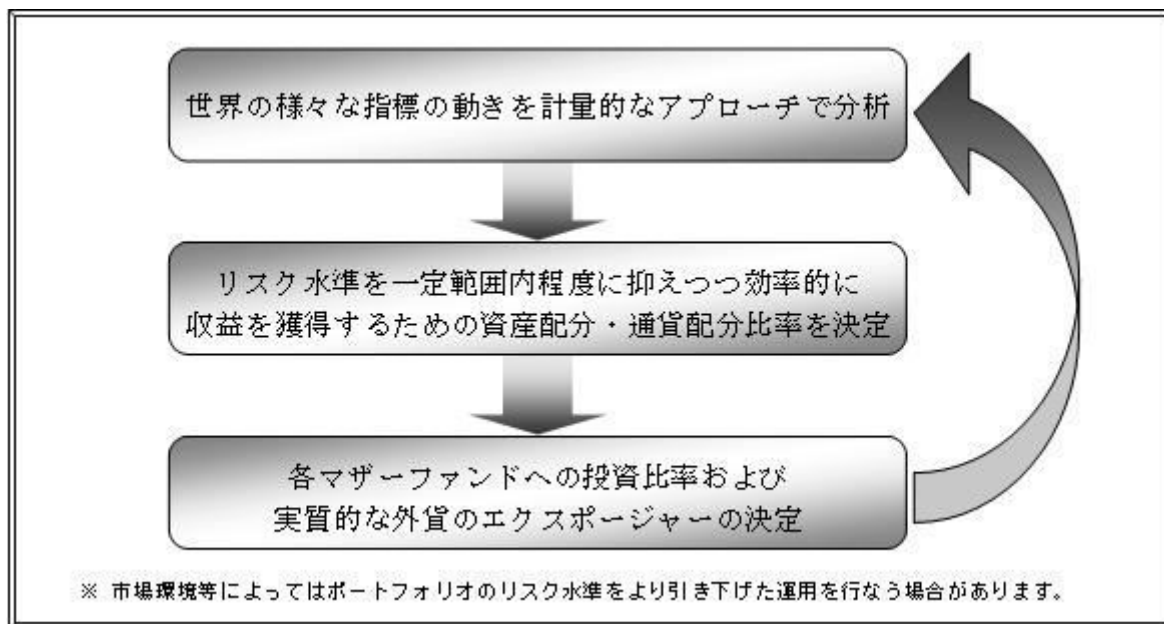 世界の様々な指標の動きを計量的なアプローチで分析
リスク水準を一定範囲内程度に抑えつつ効率的に
収益を獲得するための資産配分・通貨配分比率を決定
各マザーファンドへの投資比率および
実質的な外貨のエクスポージャーの決定
※ 市場環境等によってはポートフォリオのリスク水準をより引き下げた運用を行なう場合があります。